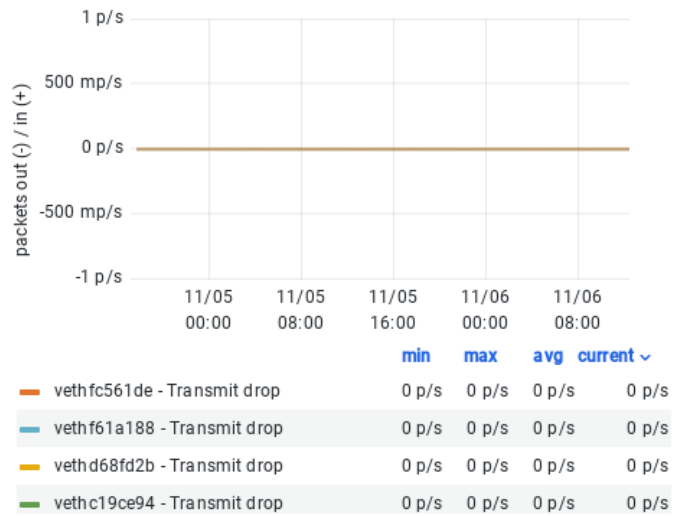 1 p/s
500 mp/s
0 p/s
-500 mp/s
-1 p/s
packets out (-) / in (+)
11/05 11/05 11/05 11/06 11/06
00:00 08:00 16:00 00:00 08:00
min max avg current
vethfc561de - Transmit drop 0 p/s 0 p/s 0 p/s 0 p/s
vethf61a188 - Transmit drop 0 p/s 0 p/s 0 p/s 0 p/s
vethd68fd2b - Transmit drop 0 p/s 0 p/s 0 p/s 0 p/s
vethc19ce94 - Transmit drop 0 p/s 0 p/s 0 p/s 0 p/s